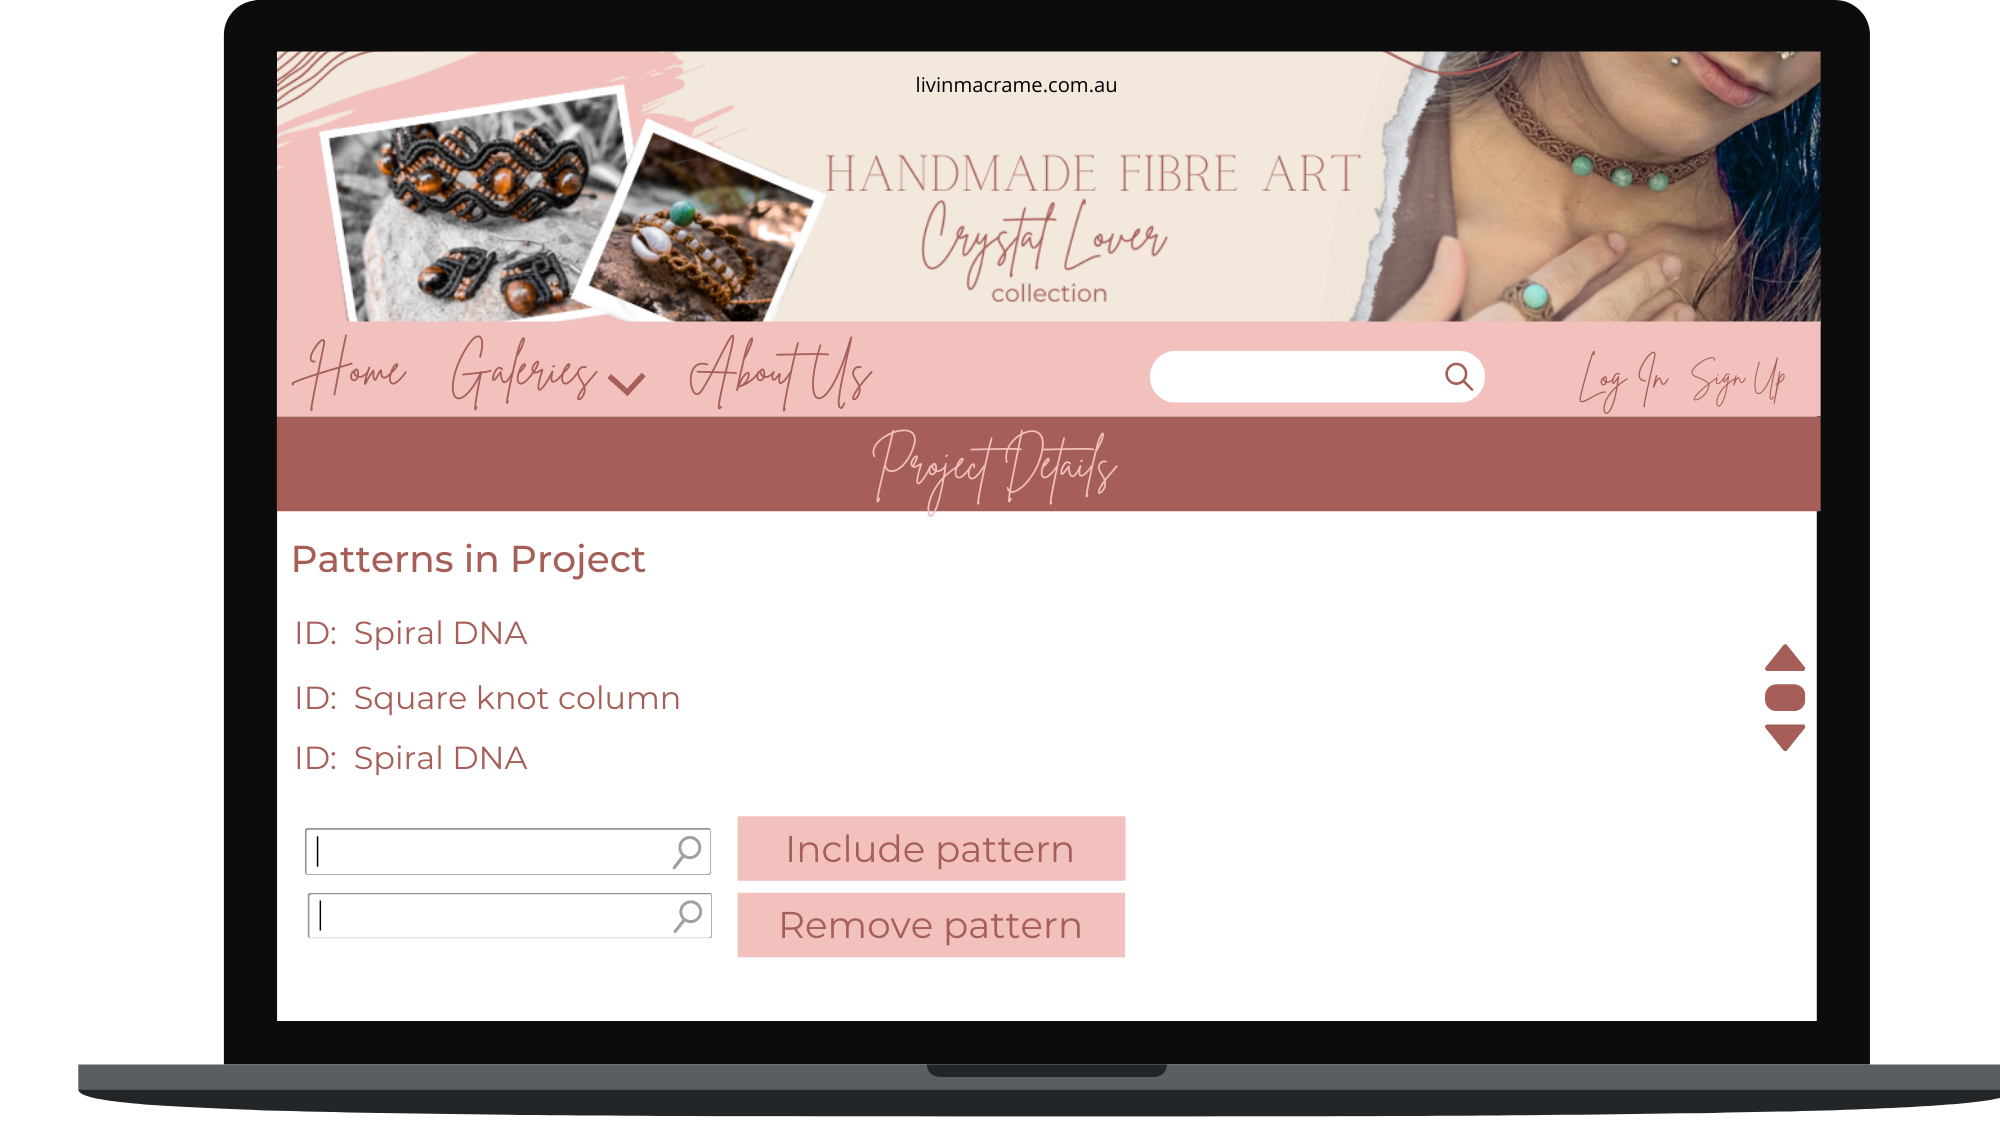 livinmacrame.com.au
HANDMADE FIBRE ART
Crystal Lover
collection
Home Galeries About Us Log In Sign Up
Project Details
Patterns in Project
ID: Spiral DNA
ID: Square knot column
ID: Spiral DNA
Include pattern
Remove pattern